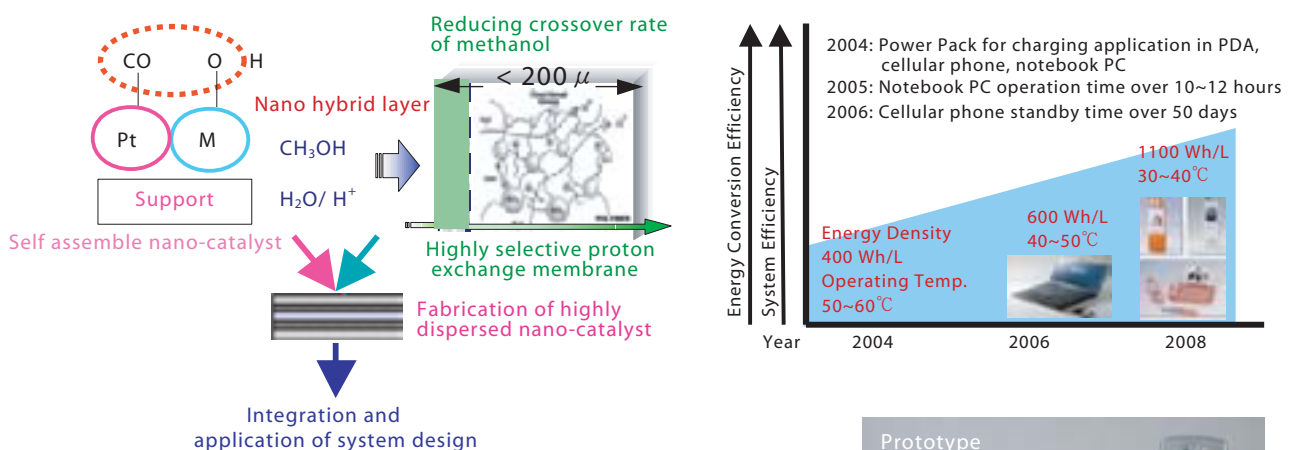 Reducing crossover rate
of methanol
CO O H
< 200 μ
Nano hybrid layer
Pt M
CH₃OH
Support
H₂O/ H⁺
Self assemble nano-catalyst
Highly selective proton
exchange membrane
Fabrication of highly
dispersed nano-catalyst
Integration and
application of system design
Energy Conversion Efficiency
System Efficiency
2004: Power Pack for charging application in PDA,
cellular phone, notebook PC
2005: Notebook PC operation time over 10~12 hours
2006: Cellular phone standby time over 50 days
Energy Density
400 Wh/L
Operating Temp.
50~60℃
600 Wh/L
40~50℃
1100 Wh/L
30~40℃
Year 2004 2006 2008
Prototype